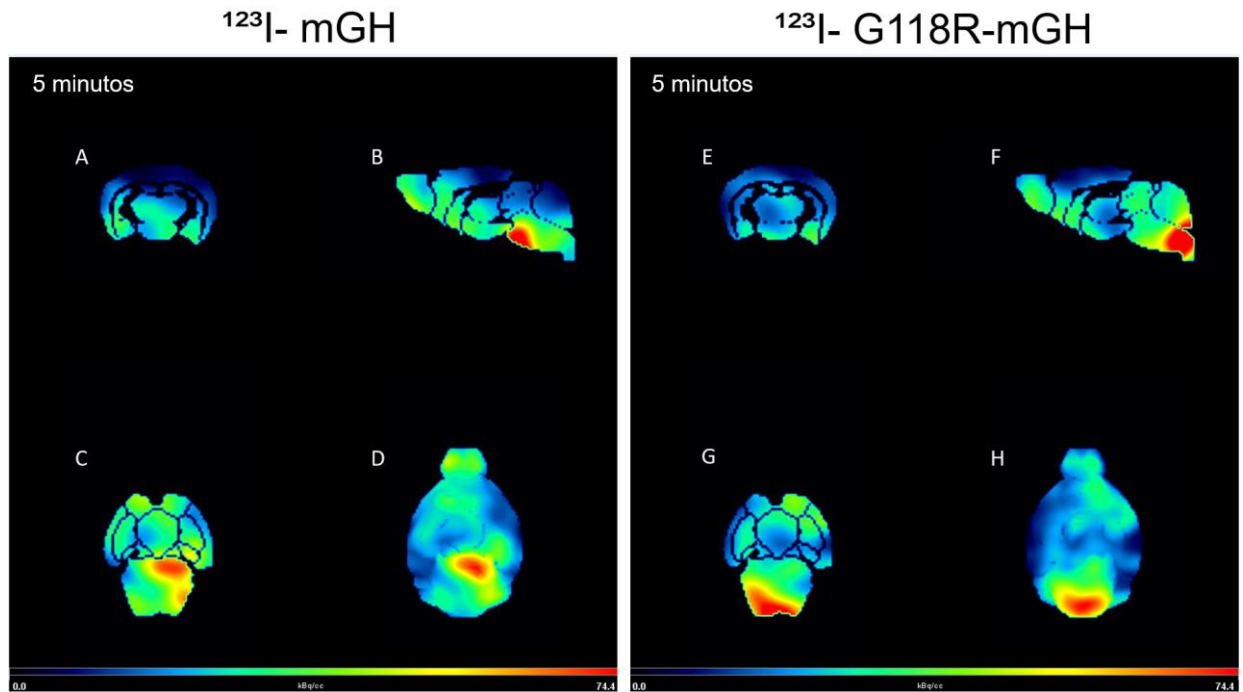 ¹²³I- mGH
¹²³I- G118R-mGH
5 minutos
A
B
C
D
0.0
kBq/cc
74.4
5 minutos
E
F
G
H
0.0
kBq/cc
74.4